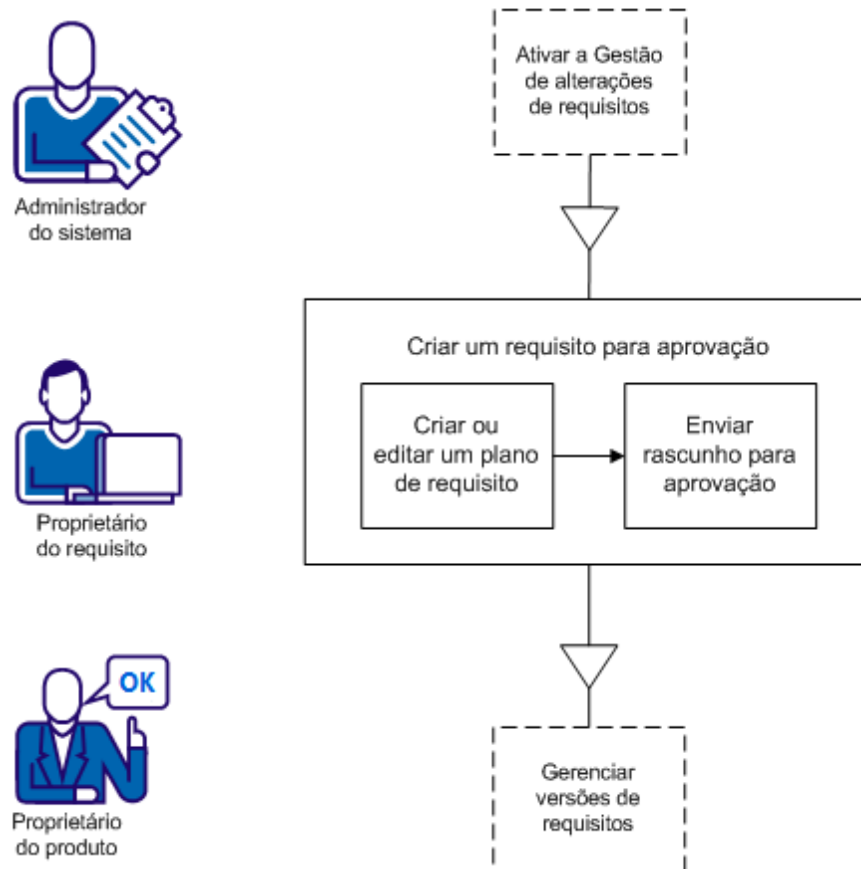 Ativar a Gestão
de alterações
de requisitos
Administrador
do sistema
Criar um requisito para aprovação
Criar ou
editar um plano
de requisito
Enviar
rascunho para
aprovação
Proprietário
do requisito
OK
Proprietário
do produto
Gerenciar
versões de
requisitos